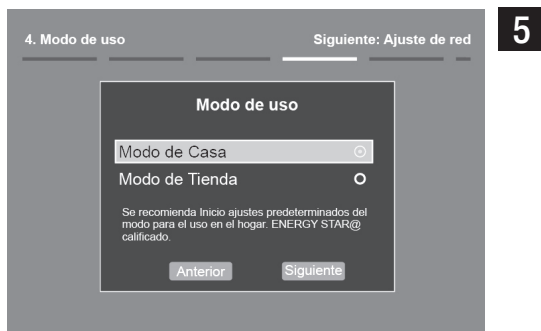 4. Modo de uso
Siguiente: Ajuste de red
5
Modo de uso
Modo de Casa
Modo de Tienda
Se recomienda Inicio ajustes predeterminados del
modo para el uso en el hogar. ENERGY STAR@
calificado.
Anterior
Siguiente